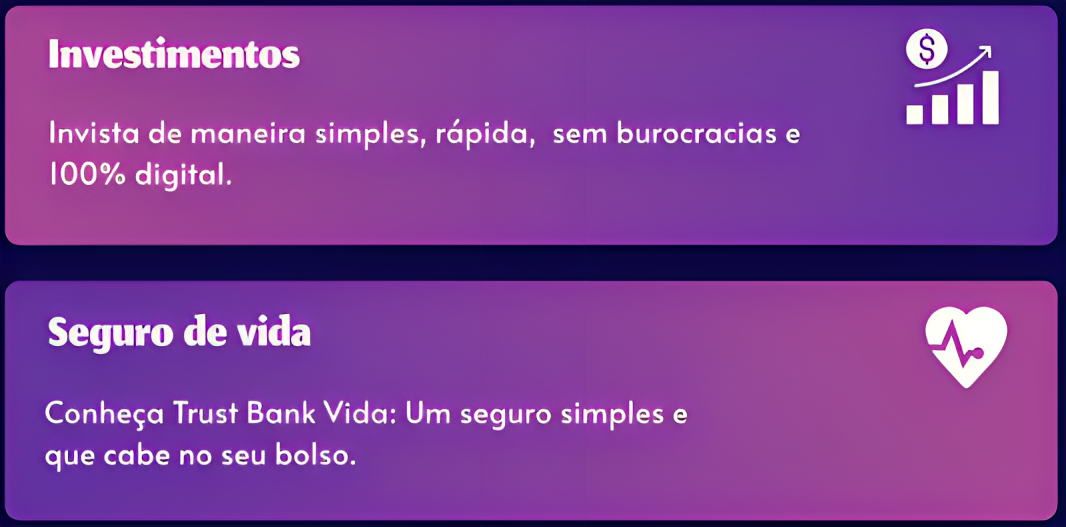 Investimentos
$
Invista de maneira simples, rápida,  sem burocracias e
100% digital.
Seguro de vida
Conheça Trust Bank Vida: Um seguro simples e
que cabe no seu bolso.